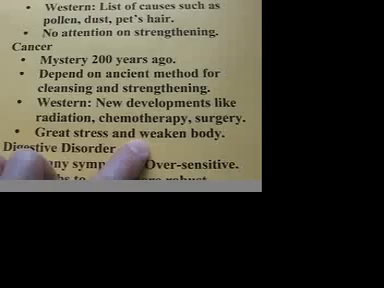 • Western: List of causes such as
pollen, dust, pet's hair.
• No attention on strengthening.
Cancer
• Mystery 200 years ago.
• Depend on ancient method for
cleansing and strengthening.
• Western: New developments like
radiation, chemotherapy, surgery.
• Great stress and weaken body.
Digestive Disorder
Over-sensitive.